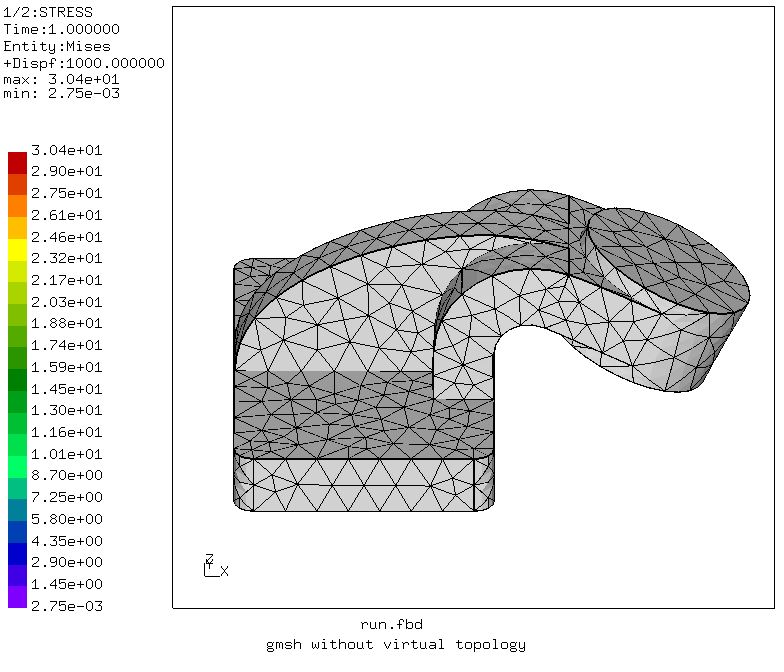 1/2:STRESS
Time:1.000000
Entity:Mises
+Dispf:1000.000000
max: 3.04e+01
min: 2.75e-03
3.04e+01
2.90e+01
2.75e+01
2.61e+01
2.46e+01
2.32e+01
2.17e+01
2.03e+01
1.88e+01
1.74e+01
1.59e+01
1.45e+01
1.30e+01
1.16e+01
1.01e+01
8.70e+00
7.25e+00
5.80e+00
4.35e+00
2.90e+00
1.45e+00
2.75e-03
Z
Y
X
run.fbd
gmsh without virtual topology